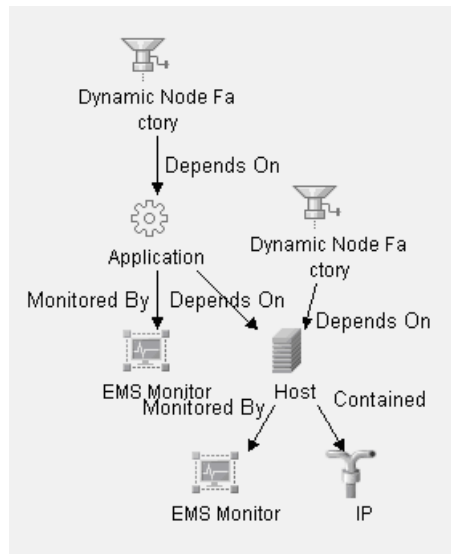 Dynamic Node Fa
ctory
Depends On
Application
Dynamic Node Fa
ctory
Monitored By
Depends On
Depends On
EMS Monitor
Host
Monitored By
Contained
EMS Monitor
IP